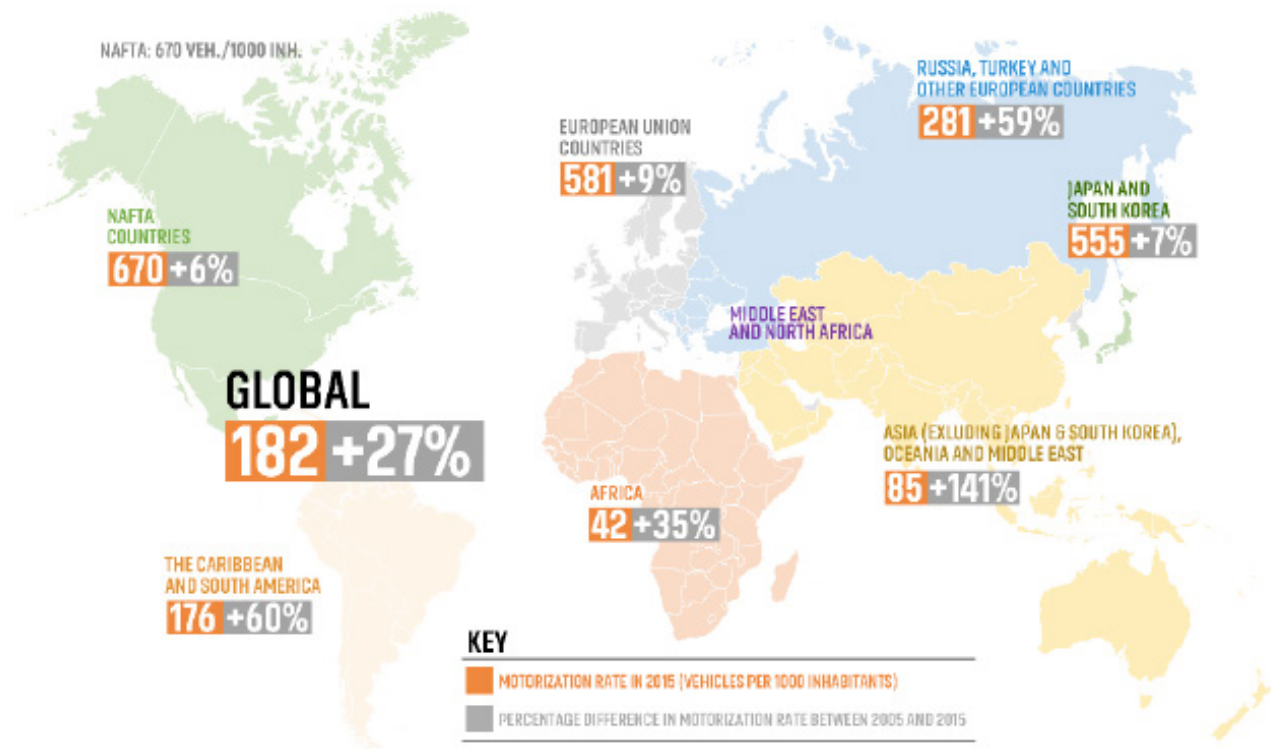 NAFTA: 670 VEH./1000 INH.
RUSSIA, TURKEY AND
OTHER EUROPEAN COUNTRIES
281 +59%
EUROPEAN UNION
COUNTRIES
581 +9%
JAPAN AND
SOUTH KOREA
555 +7%
NAFTA
COUNTRIES
670 +6%
MIDDLE EAST
AND NORTH AFRICA
GLOBAL
182 +27%
ASIA (EXLUDING JAPAN & SOUTH KOREA),
OCEANIA AND MIDDLE EAST
85 +141%
AFRICA
42 +35%
THE CARIBBEAN
AND SOUTH AMERICA
176 +60%
KEY
MOTORIZATION RATE IN 2015 (VEHICLES PER 1000 INHABITANTS)
PERCENTAGE DIFFERENCE IN MOTORIZATION RATE BETWEEN 2005 AND 2015